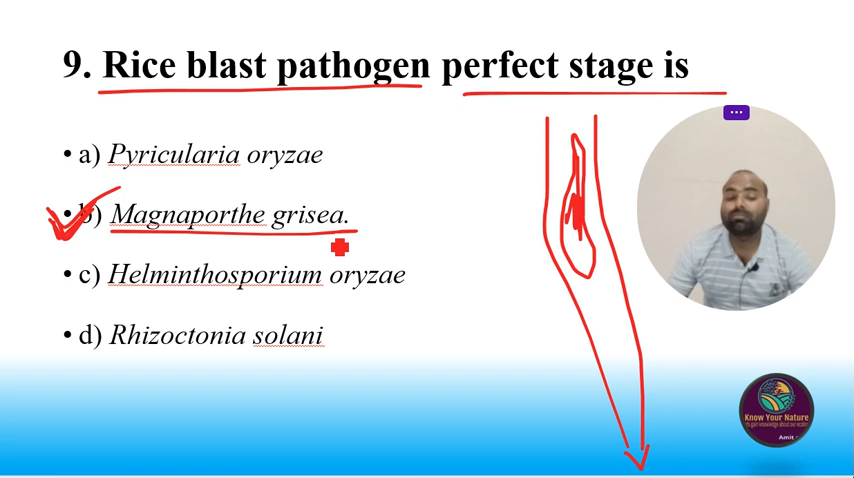 9. Rice blast pathogen perfect stage is
• a) Pyricularia oryzae
• b) Magnaporthe grisea.
• c) Helminthosporium oryzae
• d) Rhizoctonia solani
Know Your Nature
Amit